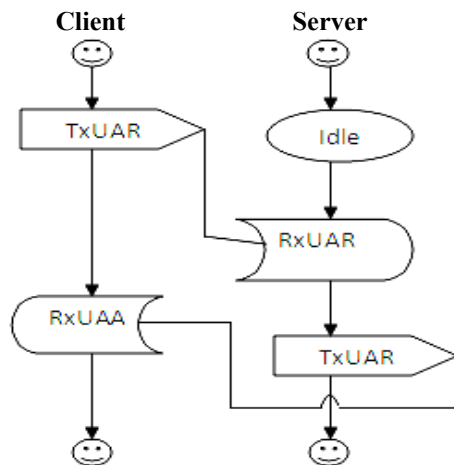 Client Server
TxUAR
Idle
RxUAR
RxUAA
TxUAR